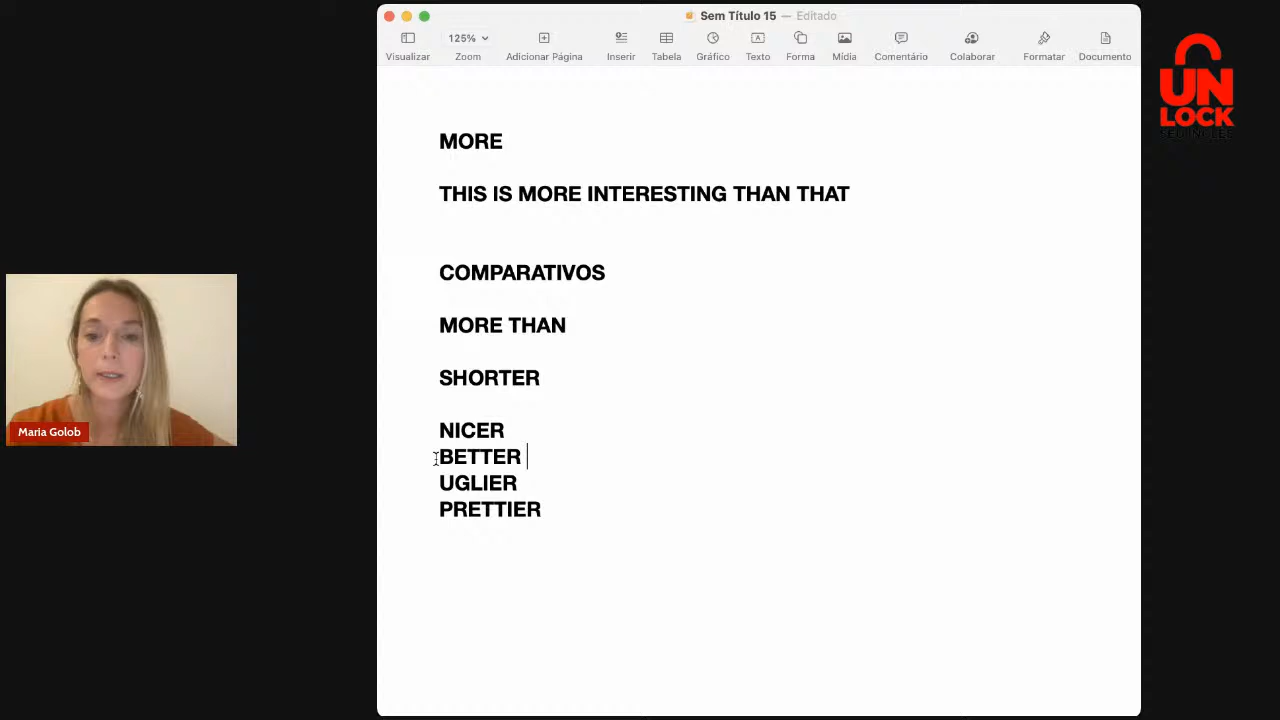 Sem Título 15 — Editado
125%
Visualizar Zoom Adicionar Página Inserir Tabela Gráfico Texto Forma Mídia Comentário Colaborar Formatar Documento
UN
LOCK
SEU INGLÊS
MORE
THIS IS MORE INTERESTING THAN THAT
COMPARATIVOS
MORE THAN
SHORTER
NICER
BETTER
UGLIER
PRETTIER
Maria Golob